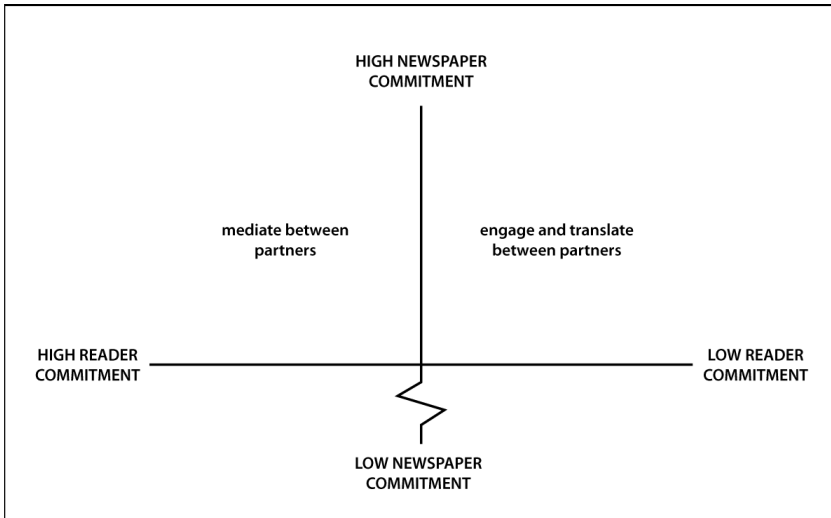 HIGH NEWSPAPER
COMMITMENT
mediate between
partners
engage and translate
between partners
HIGH READER
COMMITMENT
LOW READER
COMMITMENT
LOW NEWSPAPER
COMMITMENT